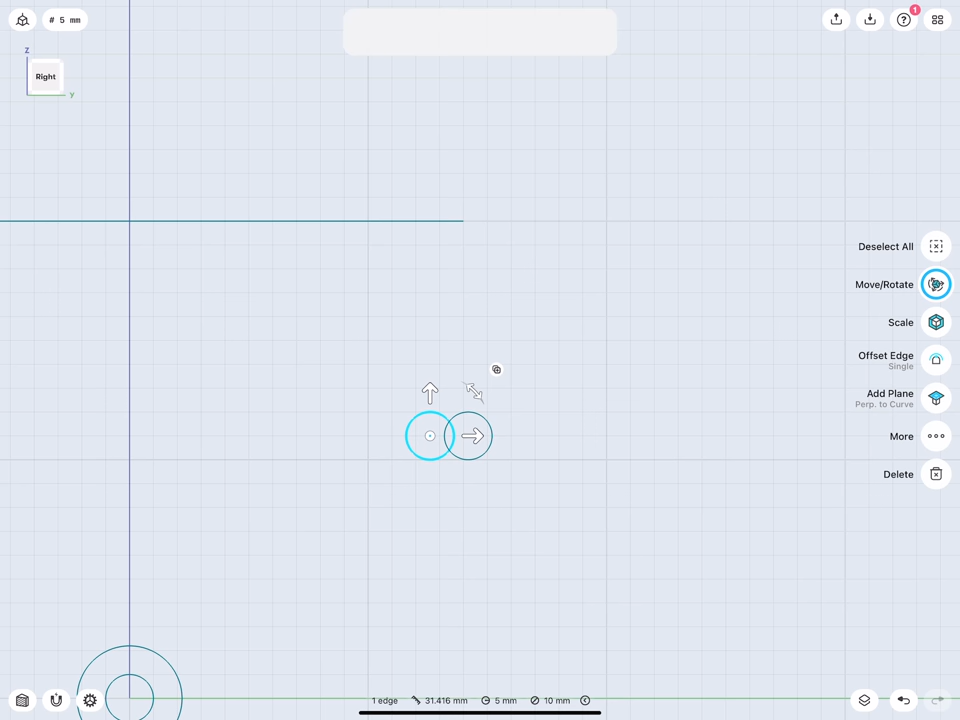 # 5 mm
1
Z
Right
y
Deselect All
Move/Rotate
Scale
Offset Edge
Single
Add Plane
Perp. to Curve
More
Delete
1 edge 31.416 mm 5 mm 10 mm